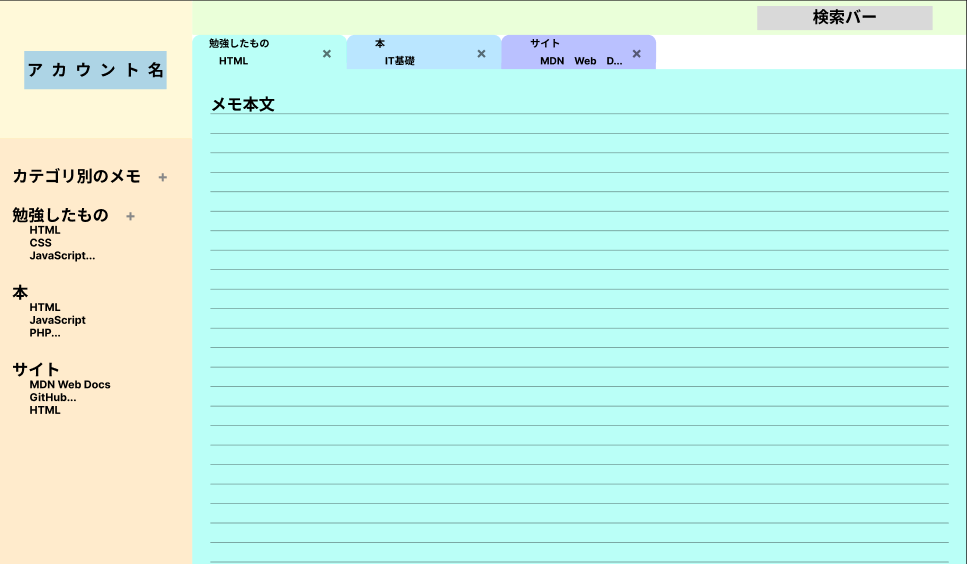 検索バー
アカウント名
勉強したもの
HTML
×
本
IT基礎
×
サイト
MDN Web D...
×
カテゴリ別のメモ +
勉強したもの +
HTML
CSS
JavaScript...
本
HTML
JavaScript
PHP...
サイト
MDN Web Docs
GitHub...
HTML
メモ本文